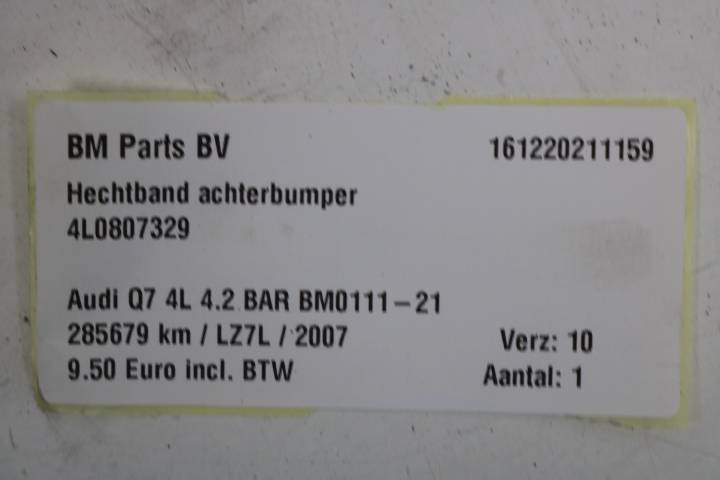 BM Parts BV 161220211159
Hechtband achterbumper
4L0807329
Audi Q7 4L 4.2 BAR BM0111-21
285679 km / LZ7L / 2007 Verz: 10
9.50 Euro incl. BTW Aantal: 1